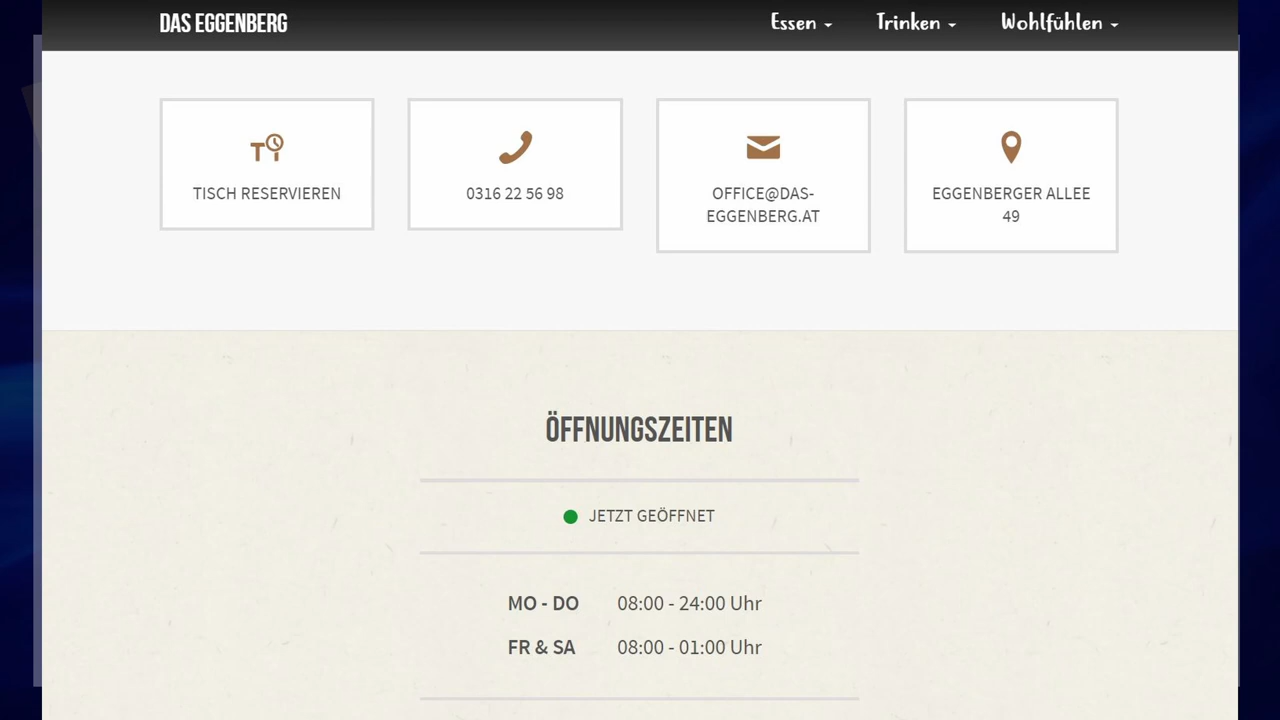 DAS EGGENBERG
Essen
Trinken
Wohlfühlen
TISCH RESERVIEREN
0316 22 56 98
OFFICE@DAS-
EGGENBERG.AT
EGGENBERGER ALLEE
49
ÖFFNUNGSZEITEN
JETZT GEÖFFNET
MO - DO 08:00 - 24:00 Uhr
FR & SA 08:00 - 01:00 Uhr